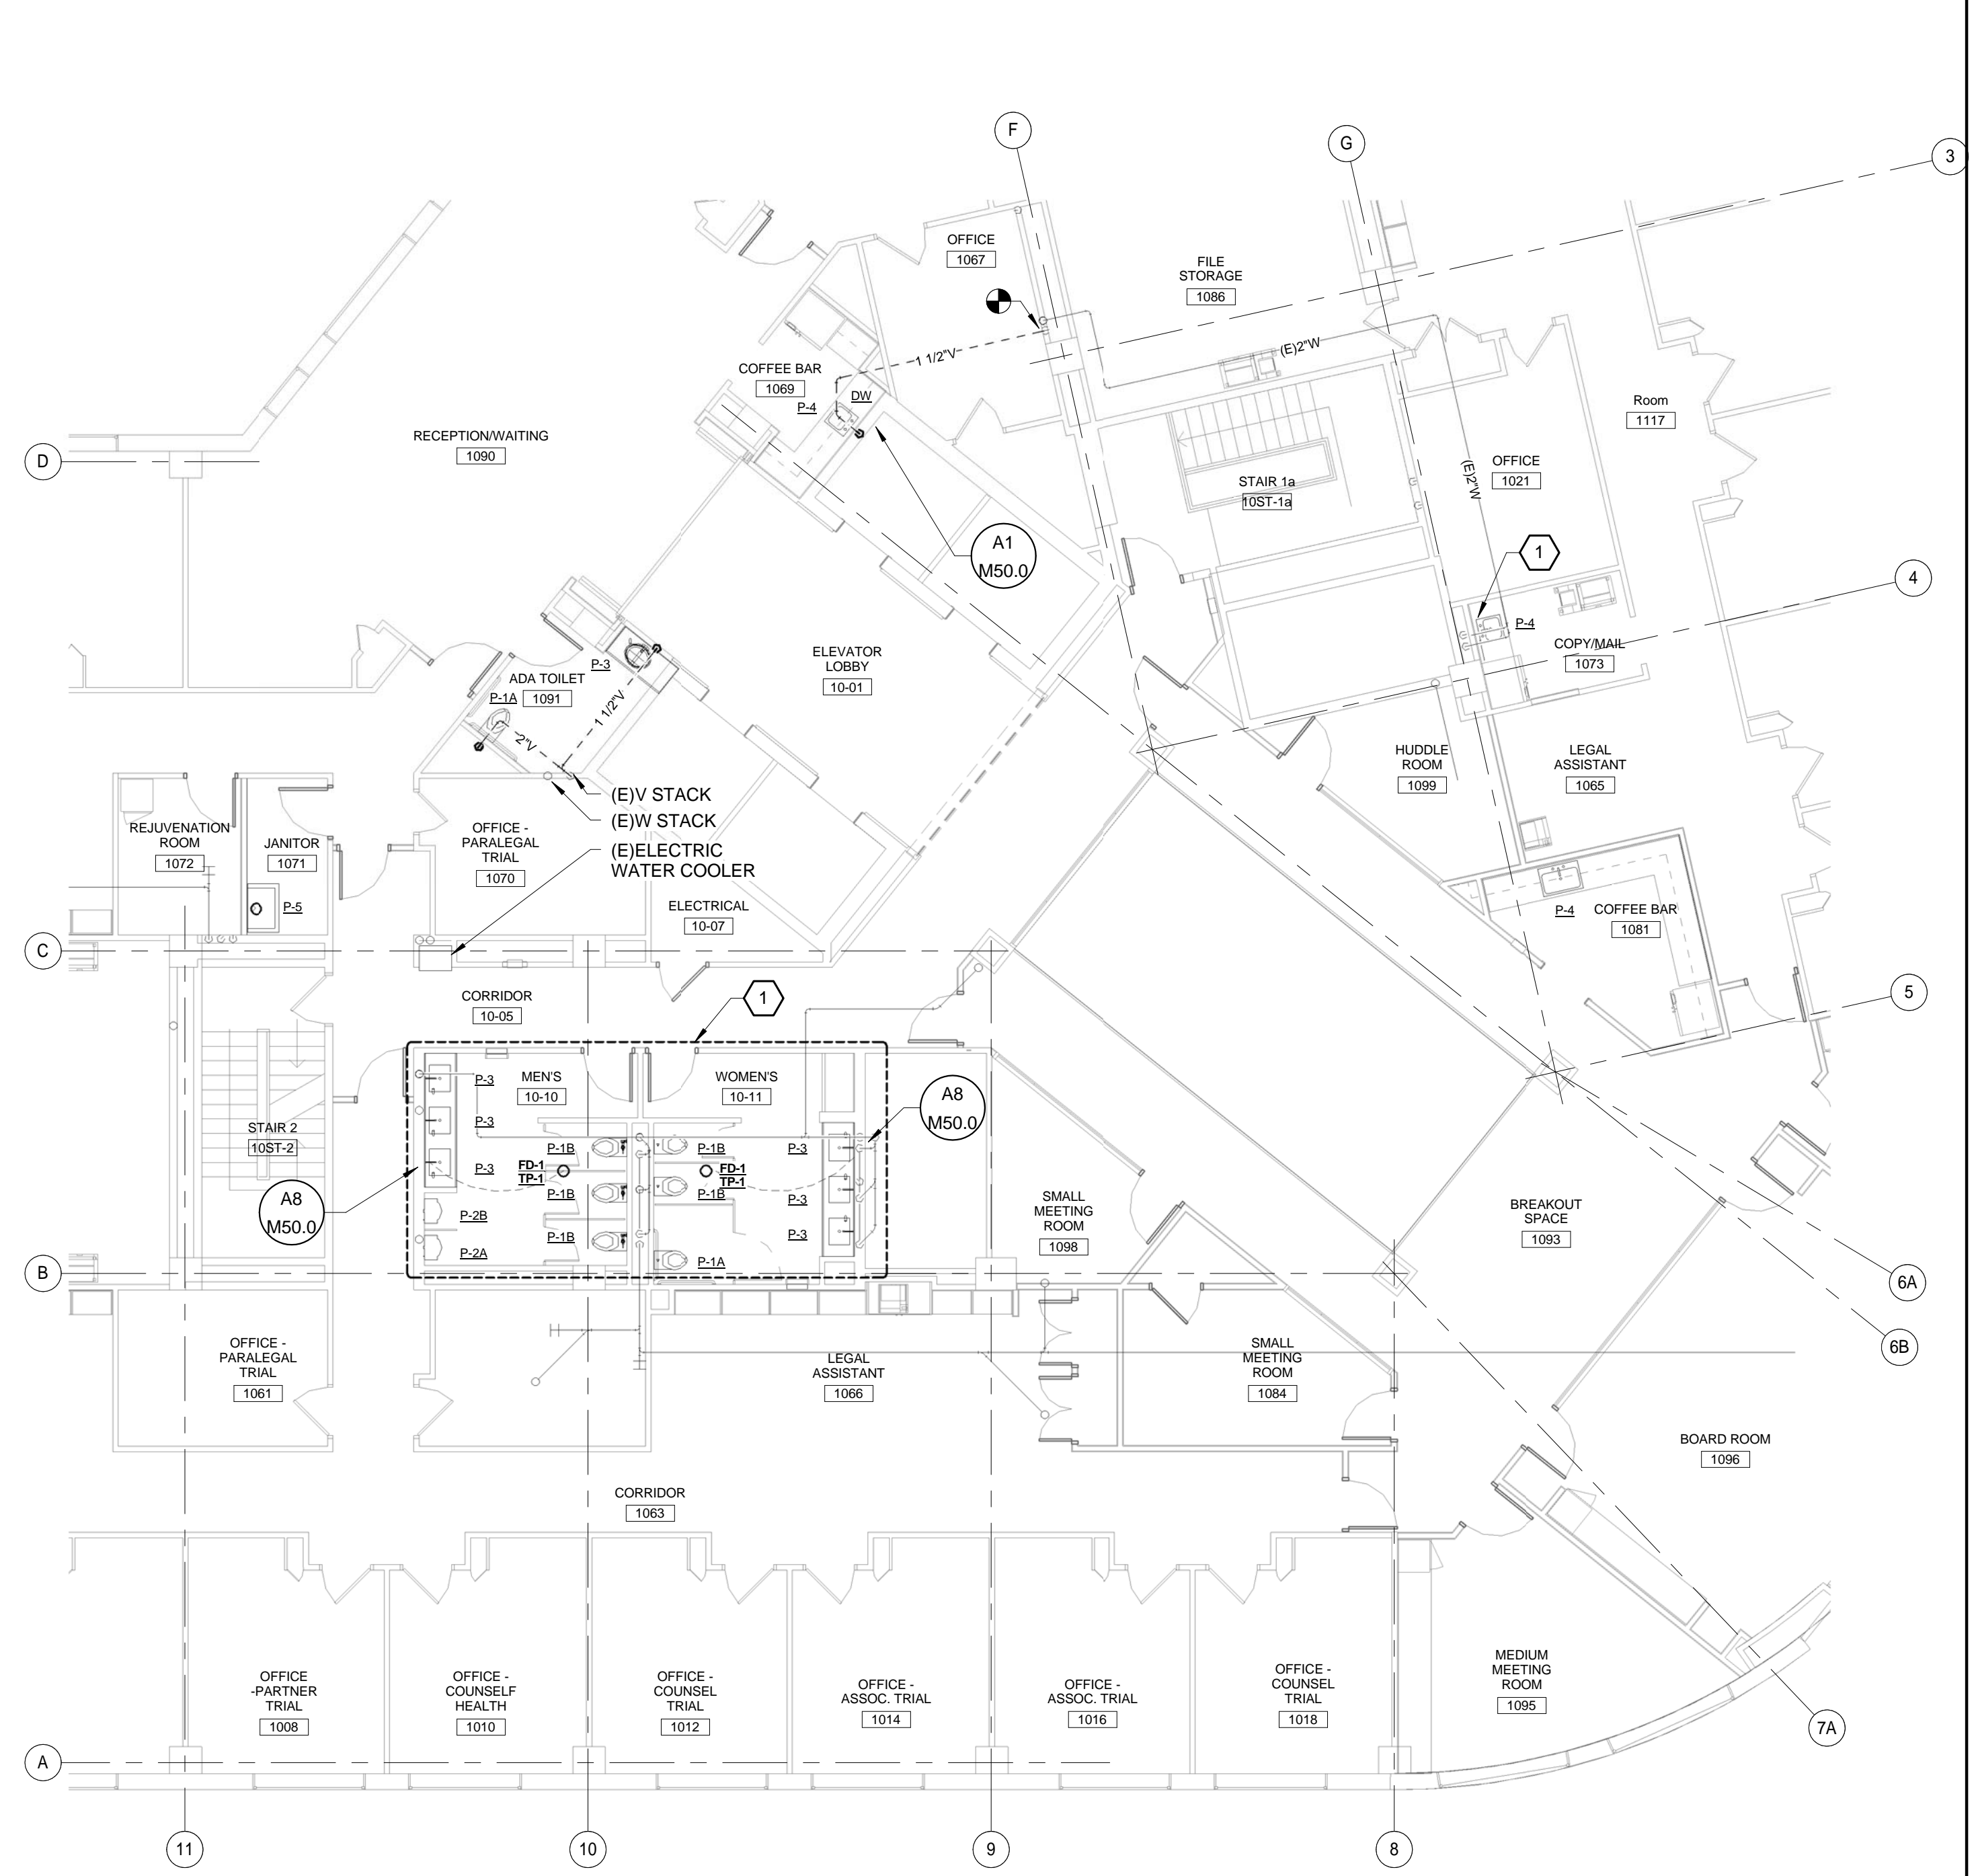 F
G
3
OFFICE
1067
FILE
STORAGE
1086
1 1/2"V
(E)2"W
COFFEE BAR
1069
P-4
DW
Room
1117
RECEPTION/WAITING
1090
D
OFFICE
1021
(E)2"W
STAIR 1a
10ST-1a
A1
M50.0
1
4
P-4
COPY/MAIL
1073
ELEVATOR
LOBBY
10-01
P-3
ADA TOILET
1091
P-1A
1 1/2"V
2"V
HUDDLE
ROOM
1099
LEGAL
ASSISTANT
1065
(E)V STACK
(E)W STACK
(E)ELECTRIC
WATER COOLER
REJUVENATION
ROOM
1072
JANITOR
1071
OFFICE -
PARALEGAL
TRIAL
1070
P-5
ELECTRICAL
10-07
P-4
COFFEE BAR
1081
C
5
CORRIDOR
10-05
1
MEN'S
10-10
WOMEN'S
10-11
P-3
P-3
P-3
A8
M50.0
STAIR 2
10ST-2
P-1B
P-1B
P-3
FD-1
TP-1
FD-1
TP-1
P-1B
P-1B
P-3
A8
M50.0
P-2B
P-1B
P-3
P-2A
P-1A
SMALL
MEETING
ROOM
1098
BREAKOUT
SPACE
1093
B
6A
6B
OFFICE -
PARALEGAL
TRIAL
1061
LEGAL
ASSISTANT
1066
SMALL
MEETING
ROOM
1084
BOARD ROOM
1096
CORRIDOR
1063
OFFICE
-PARTNER
TRIAL
1008
OFFICE -
COUNSELF
HEALTH
1010
OFFICE -
COUNSEL
TRIAL
1012
OFFICE -
ASSOC. TRIAL
1014
OFFICE -
ASSOC. TRIAL
1016
OFFICE -
COUNSEL
TRIAL
1018
MEDIUM
MEETING
ROOM
1095
7A
A
11
10
9
8